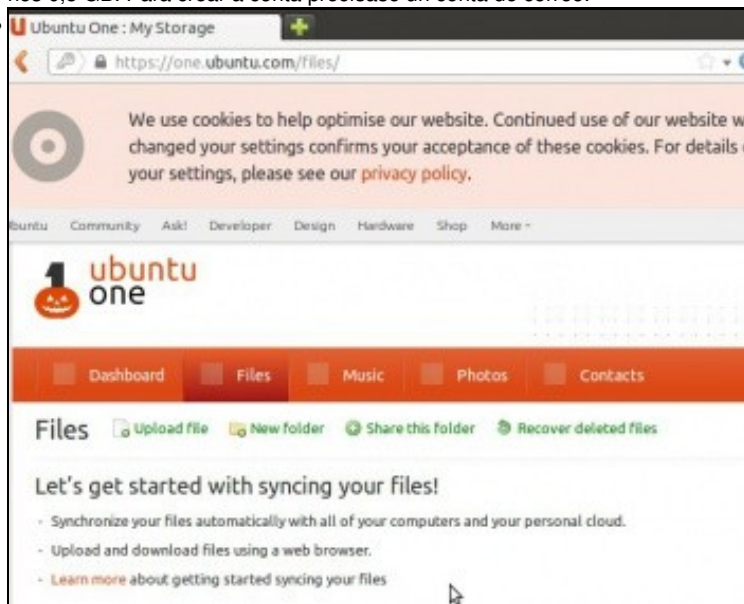 Ubuntu One : My Storage
https://one.ubuntu.com/files/
We use cookies to help optimise our website. Continued use of our website w
changed your settings confirms your acceptance of these cookies. For details
your settings, please see our privacy policy.
buntu Community Ask! Developer Design Hardware Shop More
ubuntu
one
Dashboard Files Music Photos Contacts
Files Upload file New folder Share this folder Recover deleted files
Let's get started with syncing your files!
- Synchronize your files automatically with all of your computers and your personal cloud.
- Upload and download files using a web browser.
- Learn more about getting started syncing your files